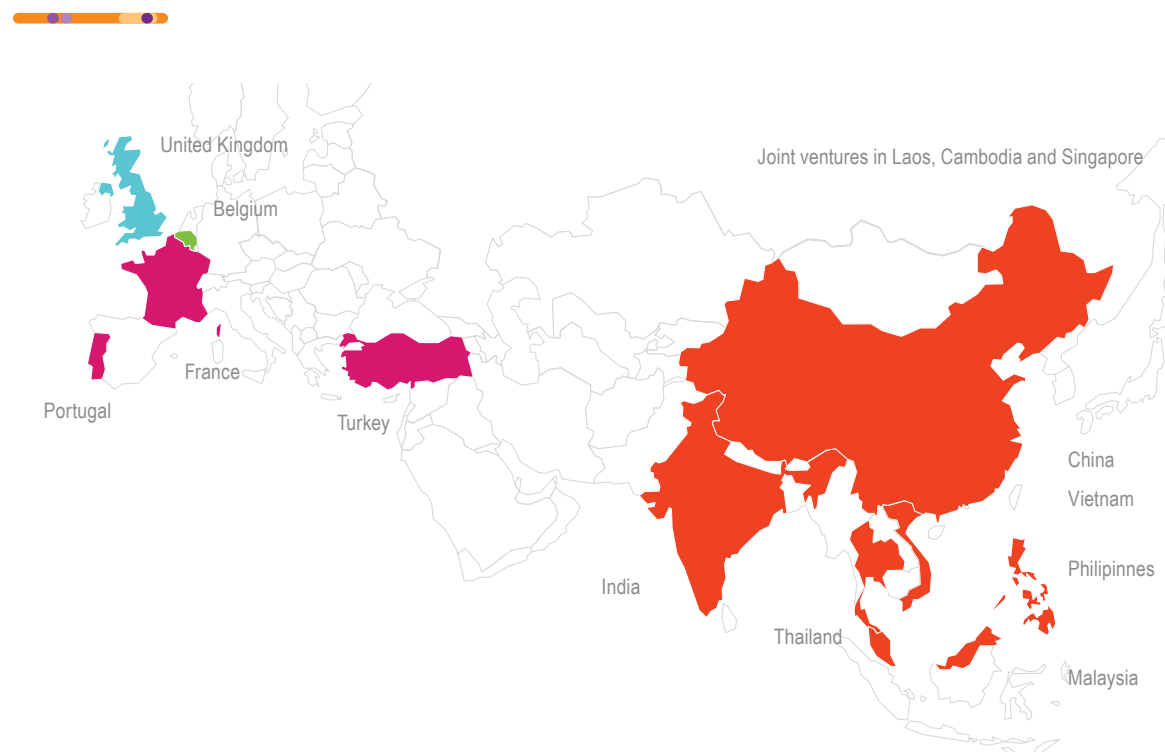 United Kingdom
Joint ventures in Laos, Cambodia and Singapore
Belgium
France
Portugal
Turkey
China
Vietnam
Philipinnes
India
Thailand
Malaysia